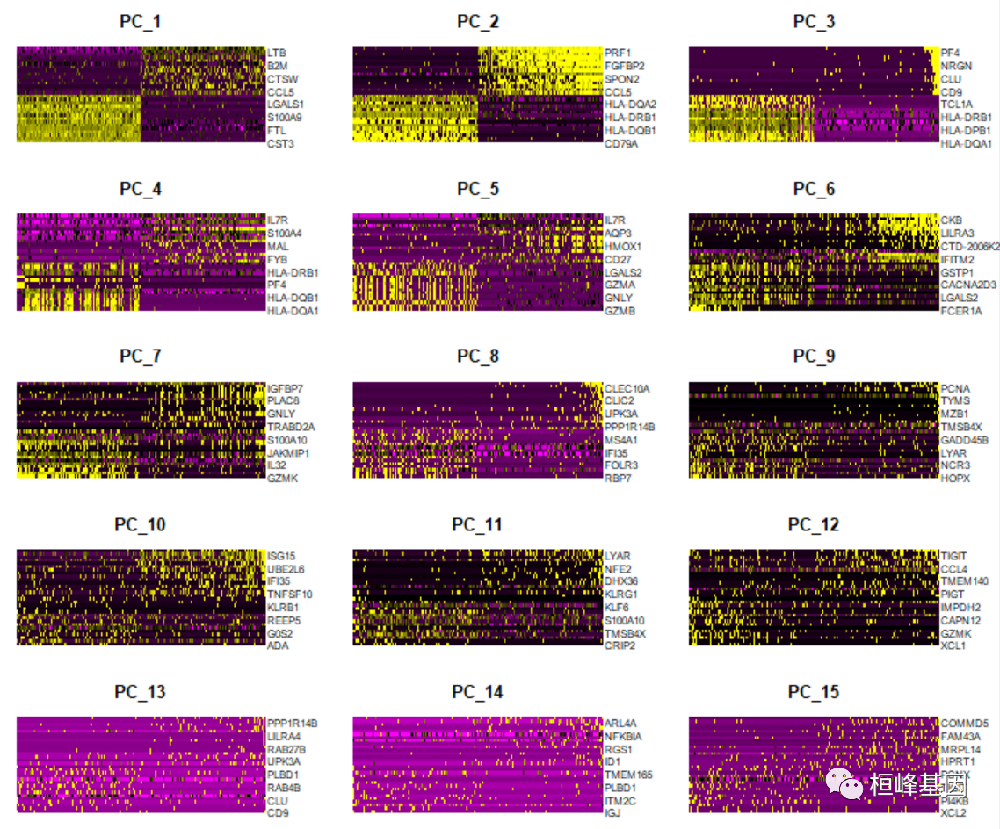 PC_1
LTB
B2M
CTSW
CCL5
LGALS1
S100A9
FTL
CST3
PC_2
PRF1
FGFBP2
SPON2
CCL5
HLA-DQA2
HLA-DRB1
HLA-DQB1
CD79A
PC_3
PF4
NRGN
CLU
CD9
TCL1A
HLA-DRB1
HLA-DPB1
HLA-DQA1
PC_4
IL7R
S100A4
MAL
FYB
HLA-DRB1
PF4
HLA-DQB1
HLA-DQA1
PC_5
IL7R
AQP3
HMOX1
CD27
LGALS2
GZMA
GNLY
GZMB
PC_6
CKB
LILRA3
CTD-2006K2
IFITM2
GSTP1
CACNA2D3
LGALS2
FCER1A
PC_7
IGFBP7
PLAC8
GNLY
TRABD2A
S100A10
JAKMIP1
IL32
GZMK
PC_8
CLEC10A
CLIC2
UPK3A
PPP1R14B
MS4A1
IFI35
FOLR3
RBP7
PC_9
PCNA
TYMS
MZB1
TMSB4X
GADD45B
LYAR
NCR3
HOPX
PC_10
ISG15
UBE2L6
IFI35
TNFSF10
KLRB1
REEP5
G0S2
ADA
PC_11
LYAR
NFE2
DHX36
KLRG1
KLF6
S100A10
TMSB4X
CRIP2
PC_12
TIGIT
CCL4
TMEM140
PIGT
IMPDH2
CAPN12
GZMK
XCL1
PC_13
PPP1R14B
LILRA4
RAB27B
UPK3A
PLBD1
RAB4B
CLU
CD9
PC_14
ARL4A
NFKBIA
RGS1
ID1
TMEM165
PLBD1
ITM2C
IGJ
PC_15
COMMD5
FAM43A
MRPL14
HPRT1
PI4KB
XCL2
桓峰基因